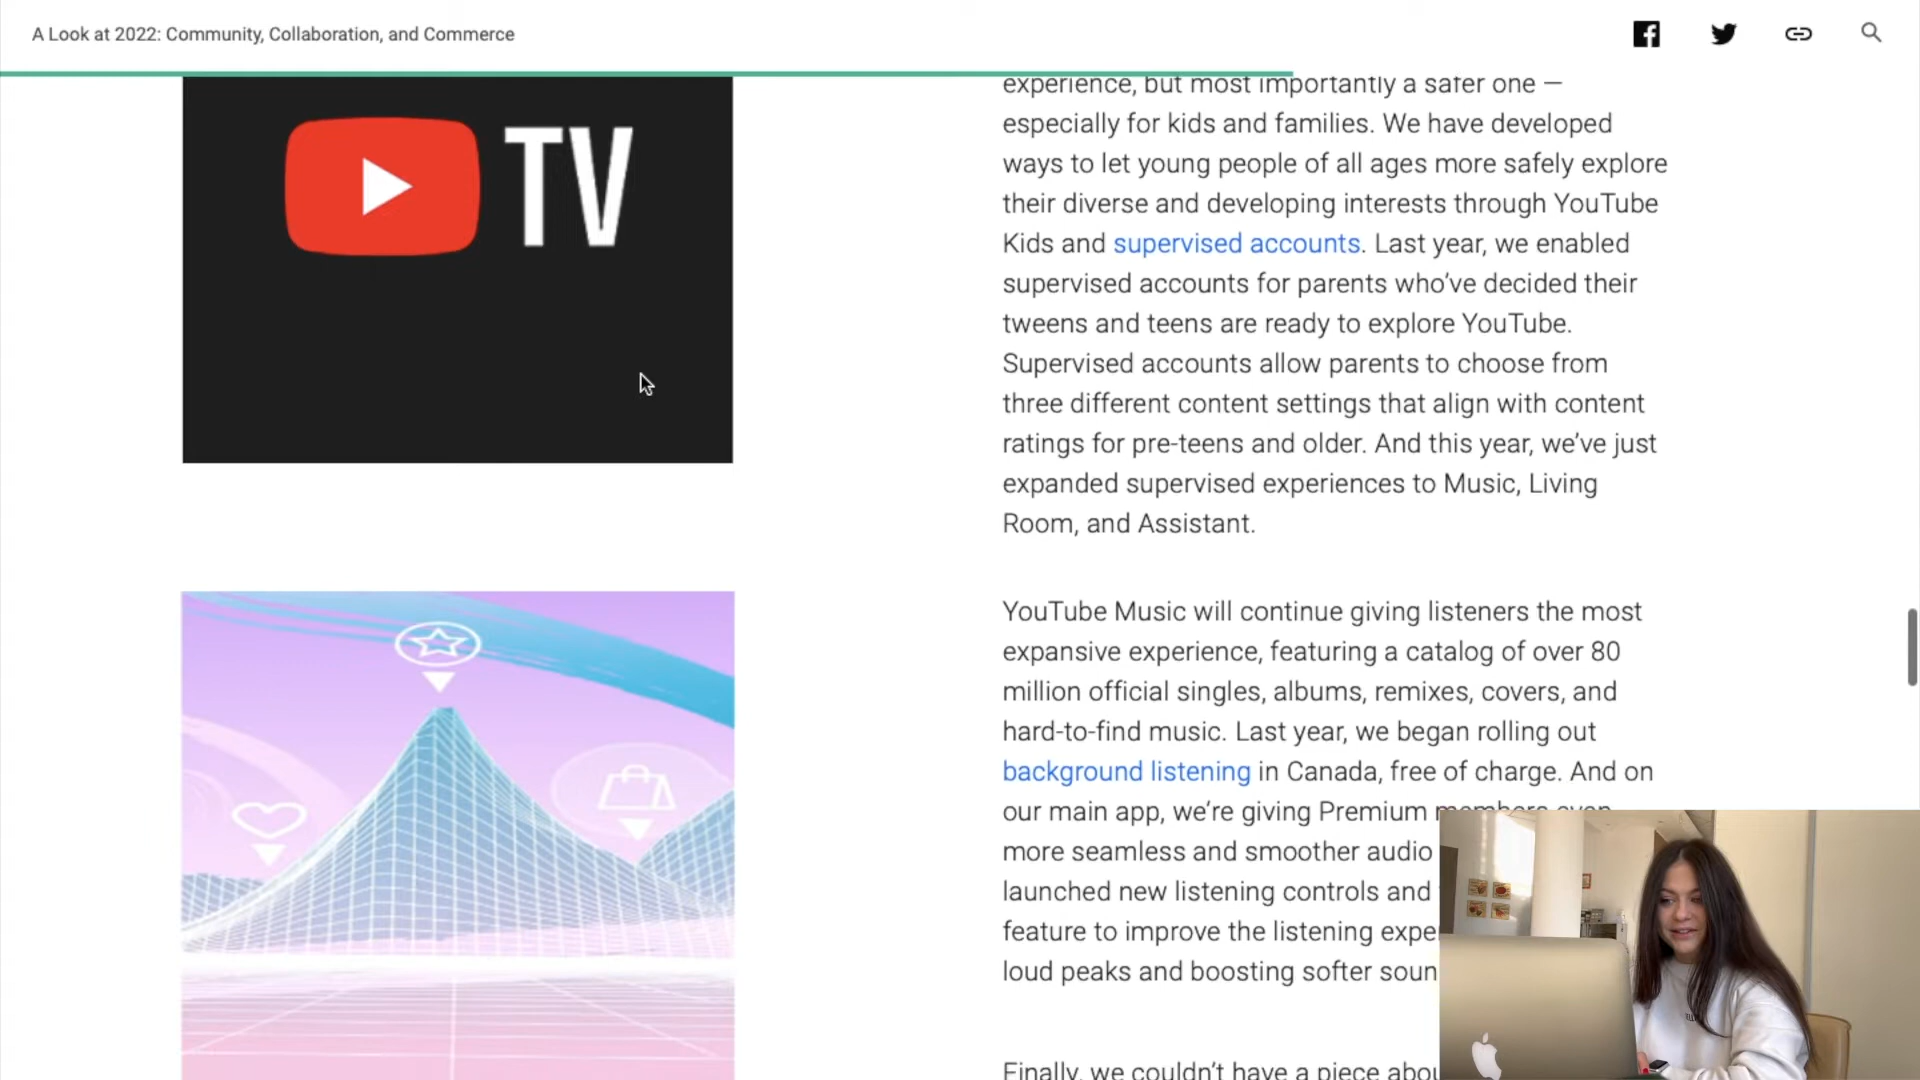 A Look at 2022: Community, Collaboration, and Commerce
TV
experience, but most importantly a safer one —
especially for kids and families. We have developed
ways to let young people of all ages more safely explore
their diverse and developing interests through YouTube
Kids and supervised accounts. Last year, we enabled
supervised accounts for parents who’ve decided their
tweens and teens are ready to explore YouTube.
Supervised accounts allow parents to choose from
three different content settings that align with content
ratings for pre-teens and older. And this year, we’ve just
expanded supervised experiences to Music, Living
Room, and Assistant.
YouTube Music will continue giving listeners the most
expansive experience, featuring a catalog of over 80
million official singles, albums, remixes, covers, and
hard-to-find music. Last year, we began rolling out
background listening in Canada, free of charge. And on
our main app, we’re giving Premium members even
more seamless and smoother audio
launched new listening controls and
feature to improve the listening
loud peaks and boosting softer
Finally, we couldn’t have a piece